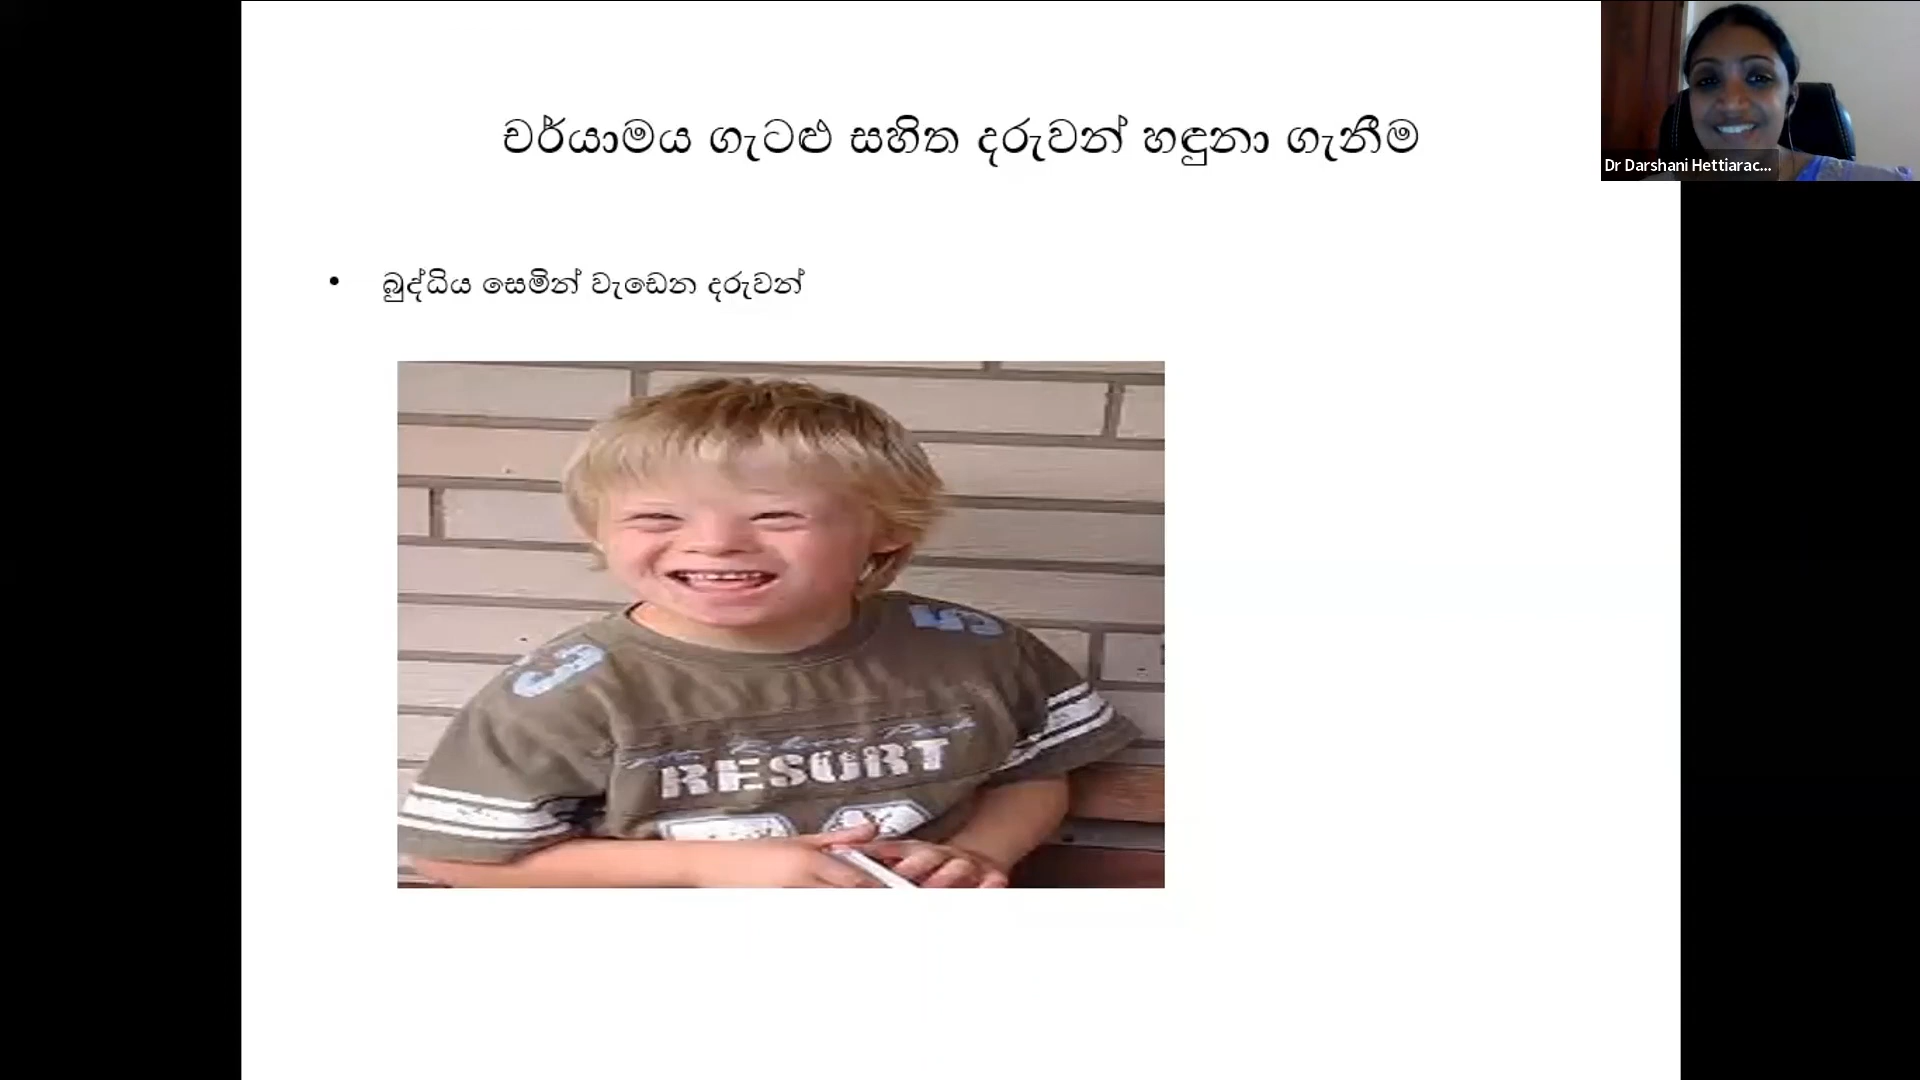 චර්යාමය ගැටළු සහිත දරුවන් හඳුනා ගැනීම
Dr Darshani Hettiarac...
• බුද්ධිය සෙමින් වැඩෙන දරුවන්
RESORT